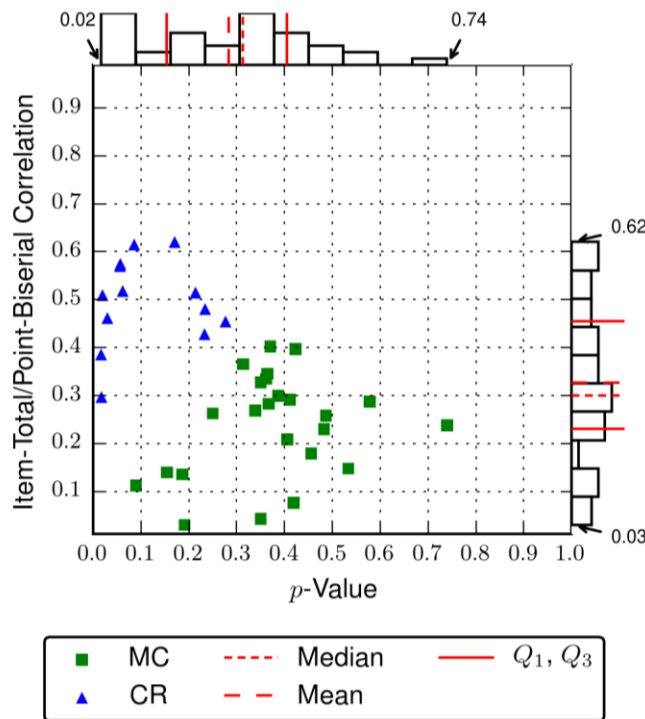 0.02
0.74
Item-Total/Point-Biserial Correlation
0.9
0.8
0.7
0.6
0.5
0.4
0.3
0.2
0.1
0.62
0.03
0.0 0.1 0.2 0.3 0.4 0.5 0.6 0.7 0.8 0.9 1.0
p-Value
MC Median Q₁, Q₃
CR Mean